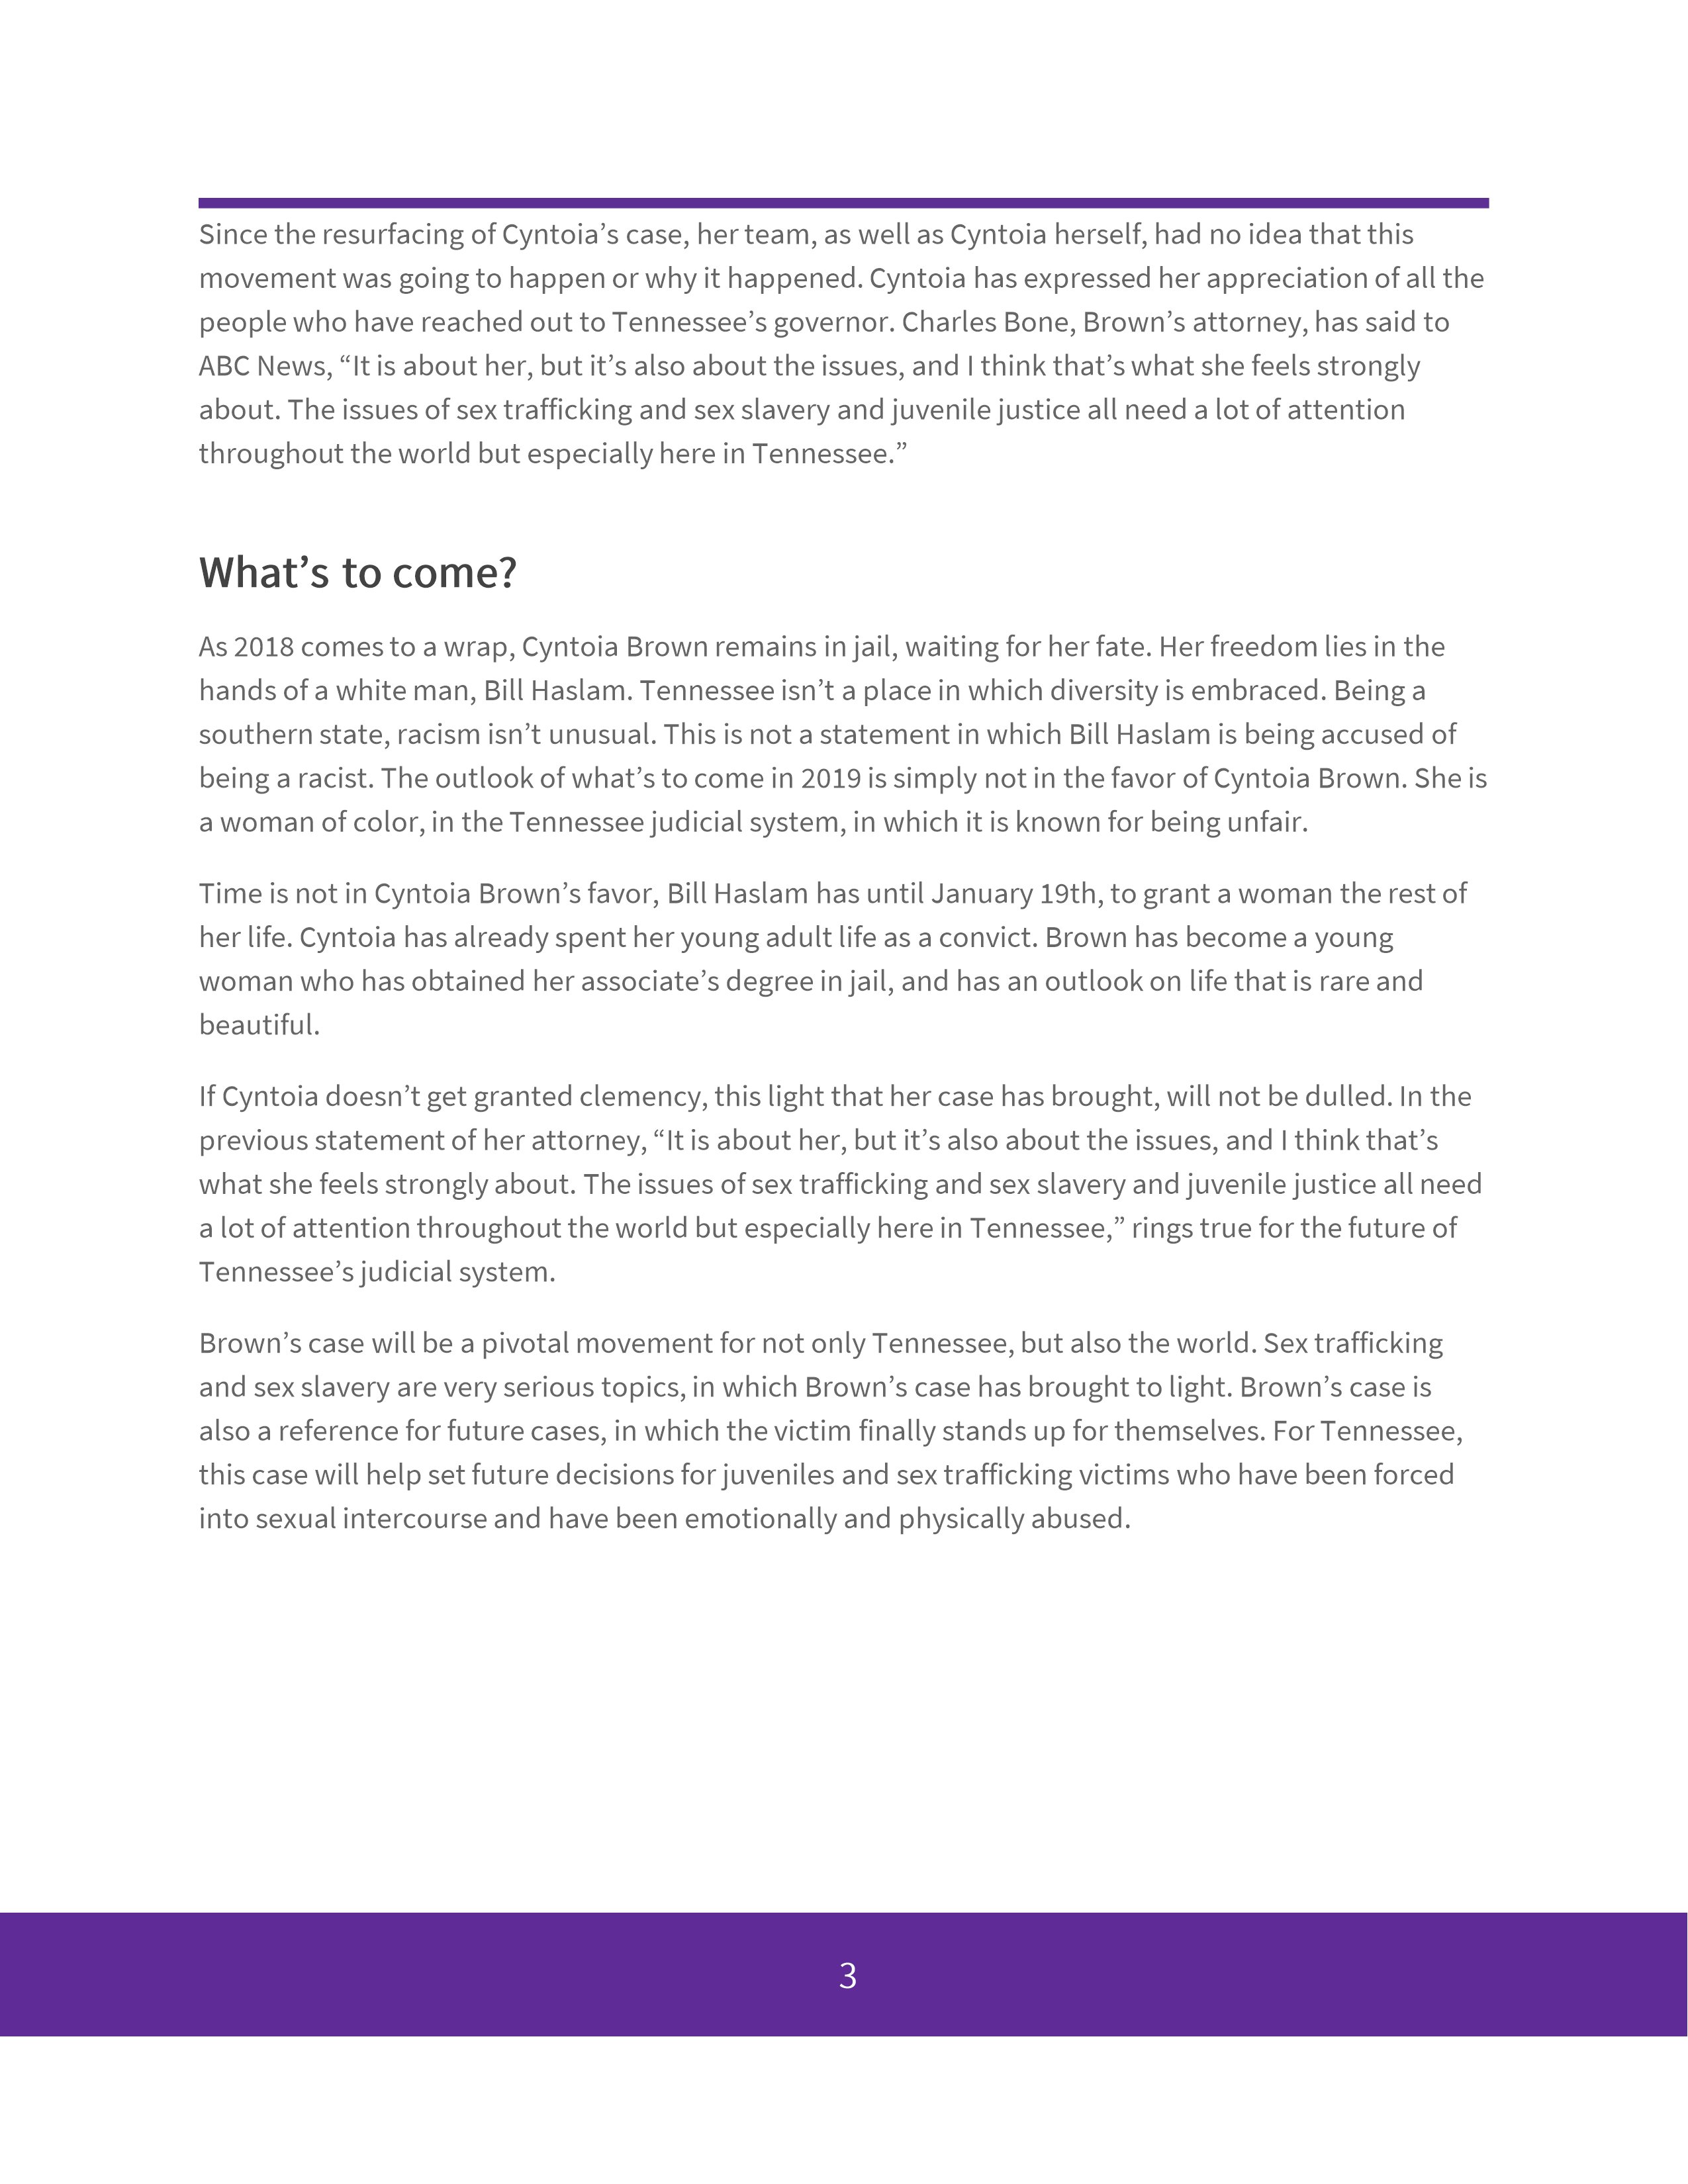 Since the resurfacing of Cyntoia’s case, her team, as well as Cyntoia herself, had no idea that this
movement was going to happen or why it happened. Cyntoia has expressed her appreciation of all the
people who have reached out to Tennessee’s governor. Charles Bone, Brown’s attorney, has said to
ABC News, “It is about her, but it’s also about the issues, and I think that’s what she feels strongly
about. The issues of sex trafficking and sex slavery and juvenile justice all need a lot of attention
throughout the world but especially here in Tennessee.”
What’s to come?
As 2018 comes to a wrap, Cyntoia Brown remains in jail, waiting for her fate. Her freedom lies in the
hands of a white man, Bill Haslam. Tennessee isn’t a place in which diversity is embraced. Being a
southern state, racism isn’t unusual. This is not a statement in which Bill Haslam is being accused of
being a racist. The outlook of what’s to come in 2019 is simply not in the favor of Cyntoia Brown. She is
a woman of color, in the Tennessee judicial system, in which it is known for being unfair.
Time is not in Cyntoia Brown’s favor, Bill Haslam has until January 19th, to grant a woman the rest of
her life. Cyntoia has already spent her young adult life as a convict. Brown has become a young
woman who has obtained her associate’s degree in jail, and has an outlook on life that is rare and
beautiful.
If Cyntoia doesn’t get granted clemency, this light that her case has brought, will not be dulled. In the
previous statement of her attorney, “It is about her, but it’s also about the issues, and I think that’s
what she feels strongly about. The issues of sex trafficking and sex slavery and juvenile justice all need
a lot of attention throughout the world but especially here in Tennessee,” rings true for the future of
Tennessee’s judicial system.
Brown’s case will be a pivotal movement for not only Tennessee, but also the world. Sex trafficking
and sex slavery are very serious topics, in which Brown’s case has brought to light. Brown’s case is
also a reference for future cases, in which the victim finally stands up for themselves. For Tennessee,
this case will help set future decisions for juveniles and sex trafficking victims who have been forced
into sexual intercourse and have been emotionally and physically abused.
3